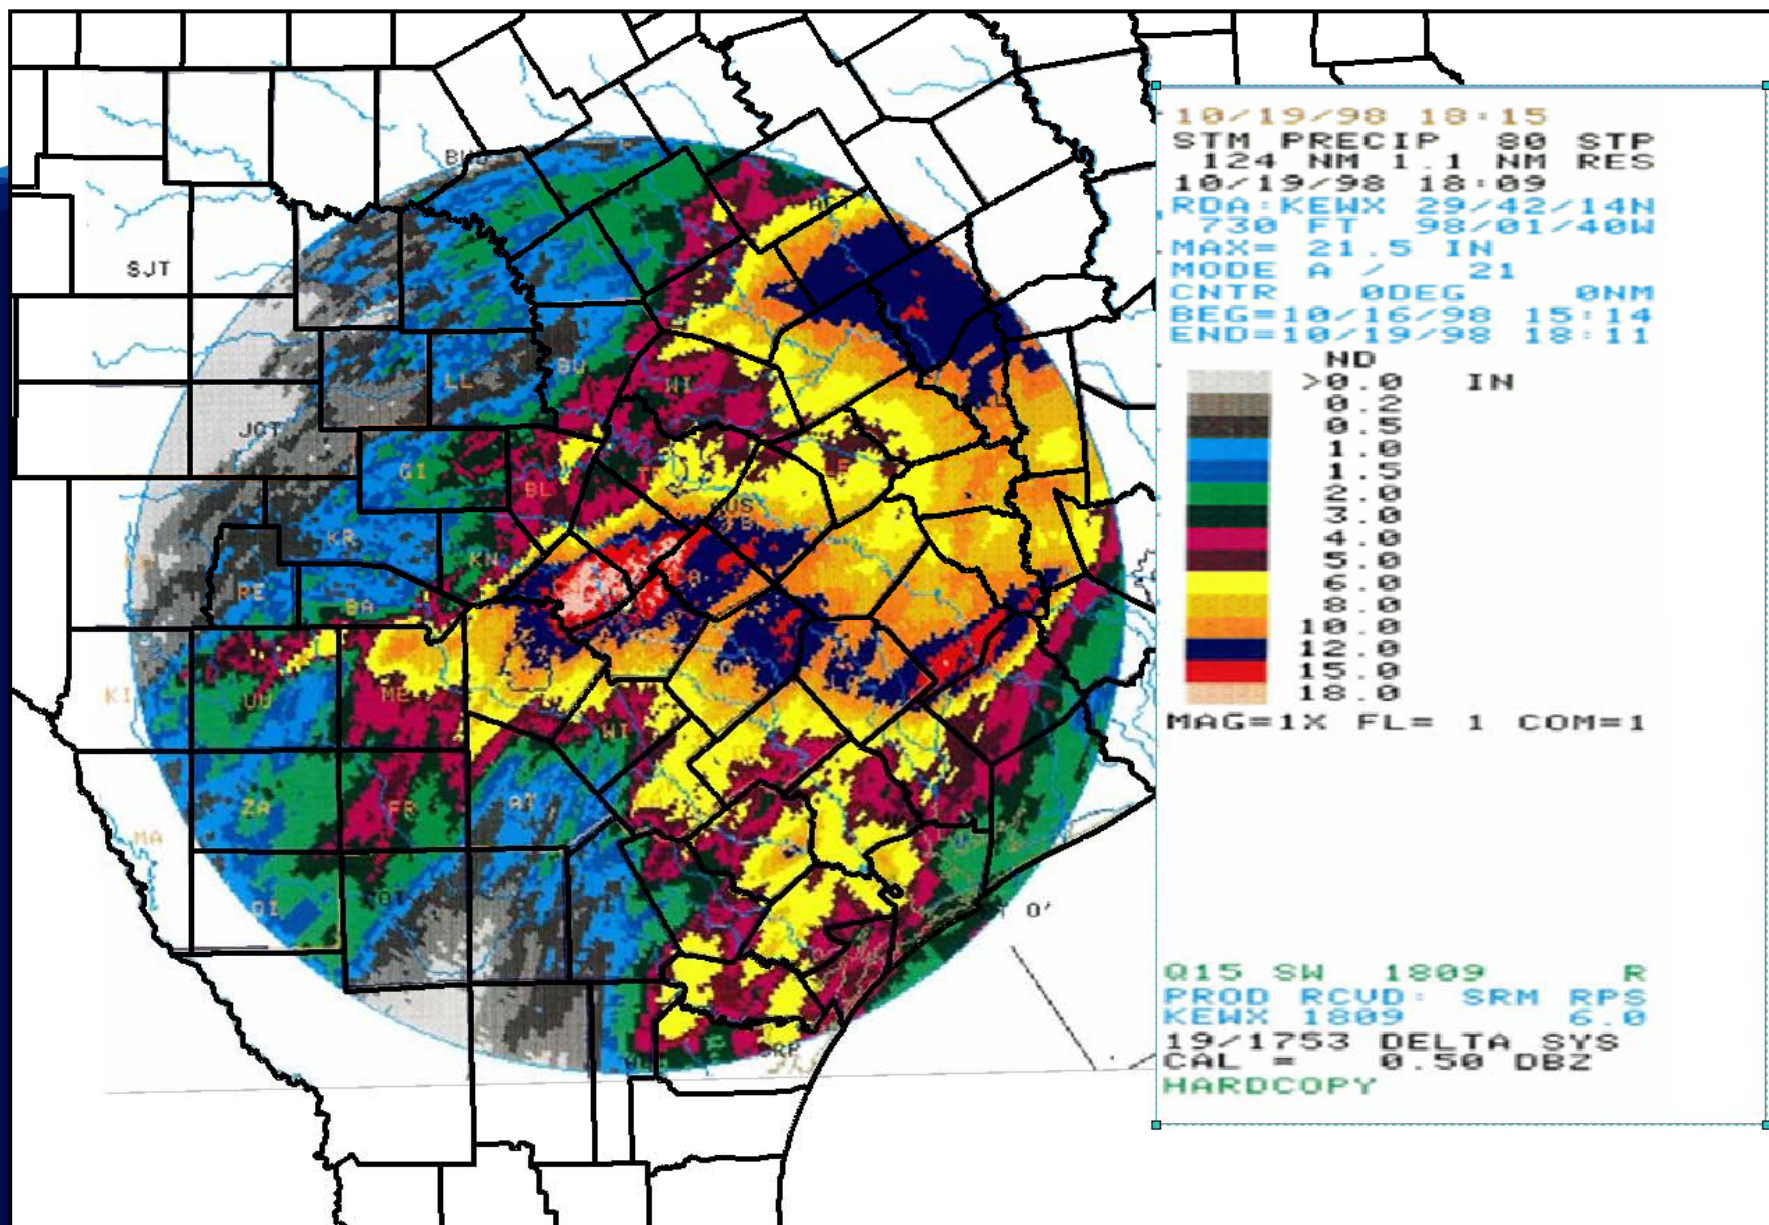 10/19/98 18:15
STM PRECIP 80 STP
124 NM 1.1 NM RES
10/19/98 18:09
RDA:KEWX 29/42/14N
730 FT 98/01/40W
MAX= 21.5 IN
MODE A / 21
CNTR 0DEG 0NM
BEG=10/16/98 15:14
END=10/19/98 18:11
ND
>0.0 IN
0.2
0.5
1.0
1.5
2.0
3.0
4.0
5.0
6.0
8.0
10.0
12.0
15.0
18.0
MAG=1X FL= 1 COM=1
Q15 SW 1809 R
PROD RCVD: SRM RPS
KEWX 1809 6.0
19/1753 DELTA SYS
CAL = 0.50 DBZ
HARDCOPY
SJT
LL
BU
WI
JCT
GI
BL
AUS
KR
KN
RE
BA
KI
UV
ME
WI
ZA
FR
AT
MA
DI
COT
O'